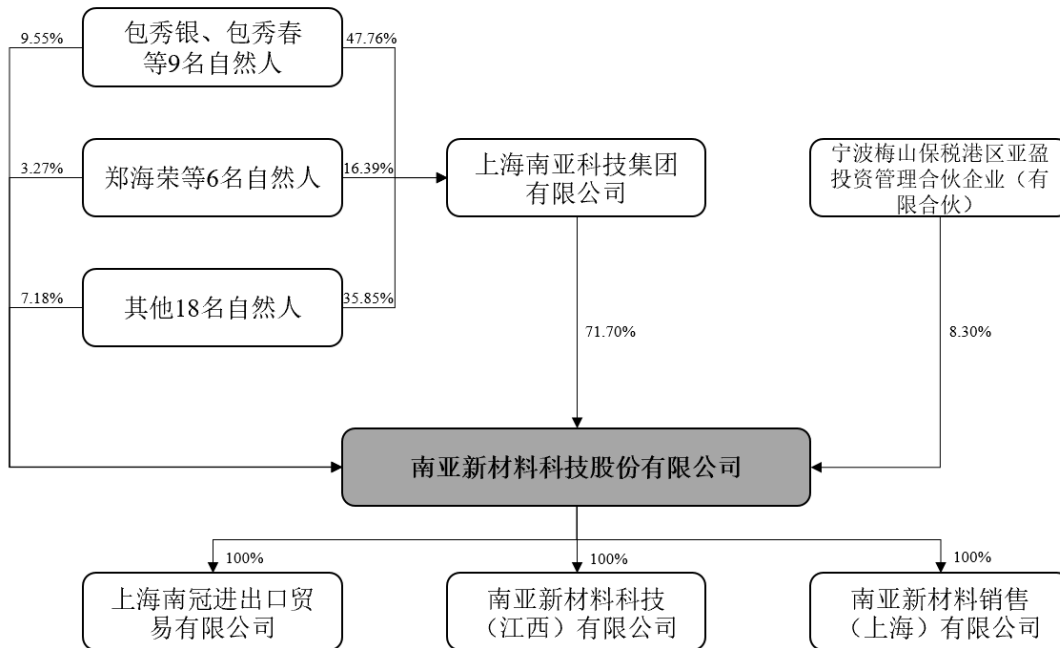 9.55%
包秀银、包秀春
等9名自然人
47.76%
3.27%
郑海荣等6名自然人
16.39%
上海南亚科技集团
有限公司
宁波梅山保税港区亚盈
投资管理合伙企业（有
限合伙）
7.18%
其他18名自然人
35.85%
71.70%
8.30%
南亚新材料科技股份有限公司
100%
100%
100%
上海南冠进出口贸
易有限公司
南亚新材料科技
（江西）有限公司
南亚新材料销售
（上海）有限公司